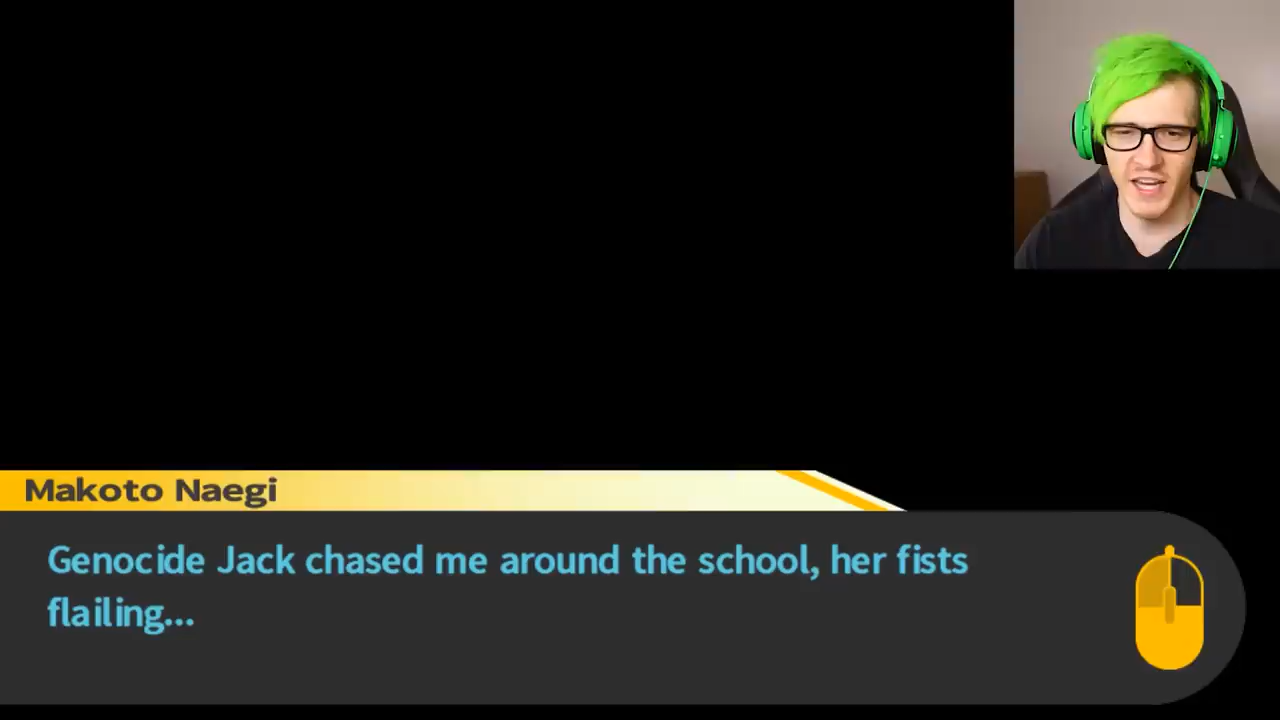 Makoto Naegi
Genocide Jack chased me around the school, her fists
flailing...